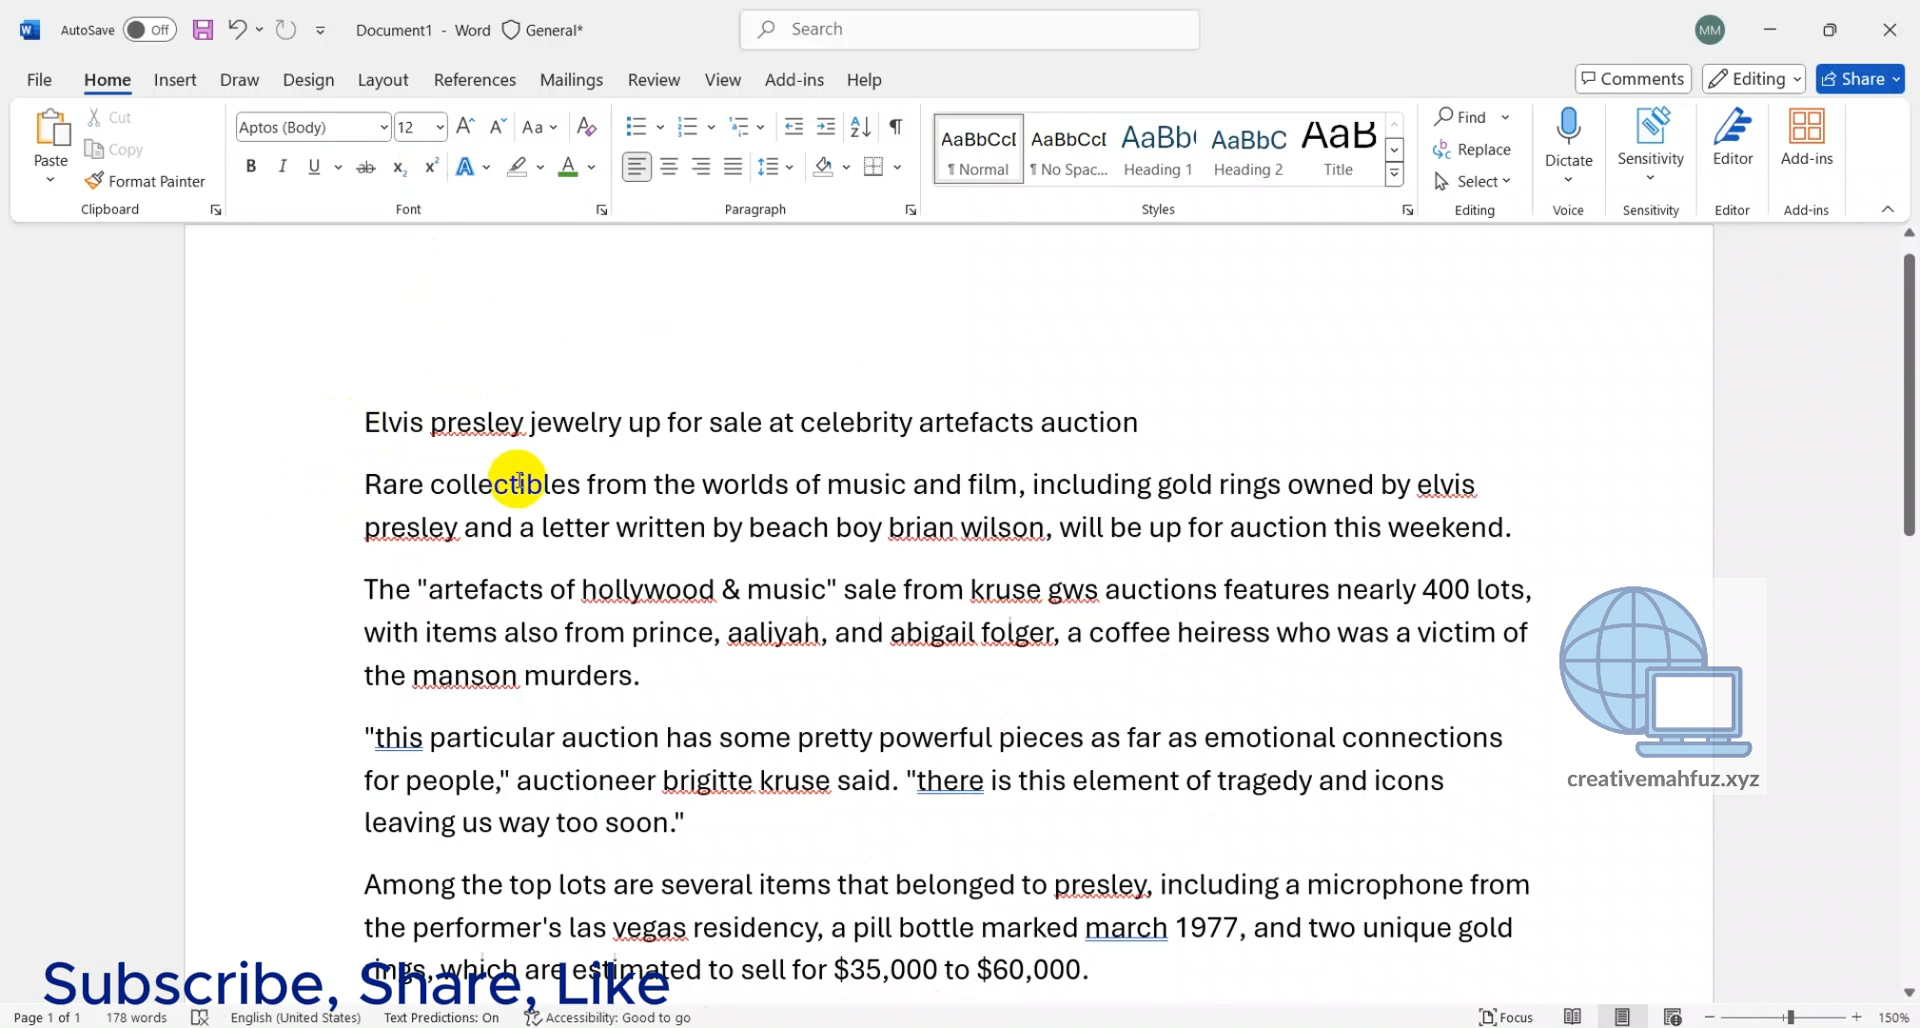 AutoSave Off Document1 - Word General* Search MM
File Home Insert Draw Design Layout References Mailings Review View Add-ins Help Comments Editing Share
Paste Cut Copy Format Painter Clipboard
Aptos (Body) 12 Aa B I U ab x₂ x² A A Font
Paragraph
AaBbCcD AaBbCcD AaBb( AaBbC AaB
¶ Normal ¶ No Spac... Heading 1 Heading 2 Title
Styles
Find Replace Select Editing
Dictate Voice
Sensitivity Sensitivity
Editor Editor
Add-ins Add-ins
Elvis presley jewelry up for sale at celebrity artefacts auction
Rare collectibles from the worlds of music and film, including gold rings owned by elvis
presley and a letter written by beach boy brian wilson, will be up for auction this weekend.
The "artefacts of hollywood & music" sale from kruse gws auctions features nearly 400 lots,
with items also from prince, aaliyah, and abigail folger, a coffee heiress who was a victim of
the manson murders.
"this particular auction has some pretty powerful pieces as far as emotional connections
for people," auctioneer brigitte kruse said. "there is this element of tragedy and icons
leaving us way too soon."
Among the top lots are several items that belonged to presley, including a microphone from
the performer's las vegas residency, a pill bottle marked march 1977, and two unique gold
rings, which are estimated to sell for $35,000 to $60,000.
creativemahfuz.xyz
Subscribe, Share, Like
Page 1 of 1 178 words English (United States) Text Predictions: On Accessibility: Good to go Focus 150%